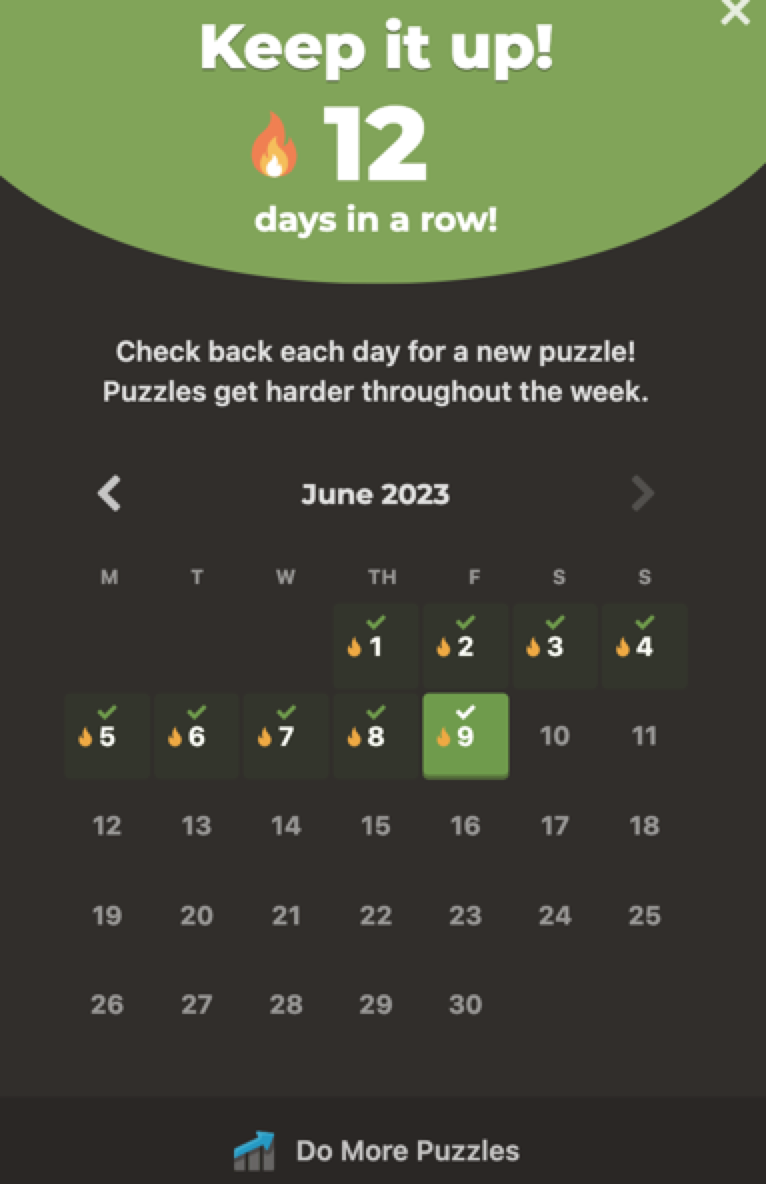 Keep it up!
12
days in a row!
Check back each day for a new puzzle!
Puzzles get harder throughout the week.
June 2023
M T W TH F S S
1 2 3 4
5 6 7 8 9 10 11
12 13 14 15 16 17 18
19 20 21 22 23 24 25
26 27 28 29 30
Do More Puzzles